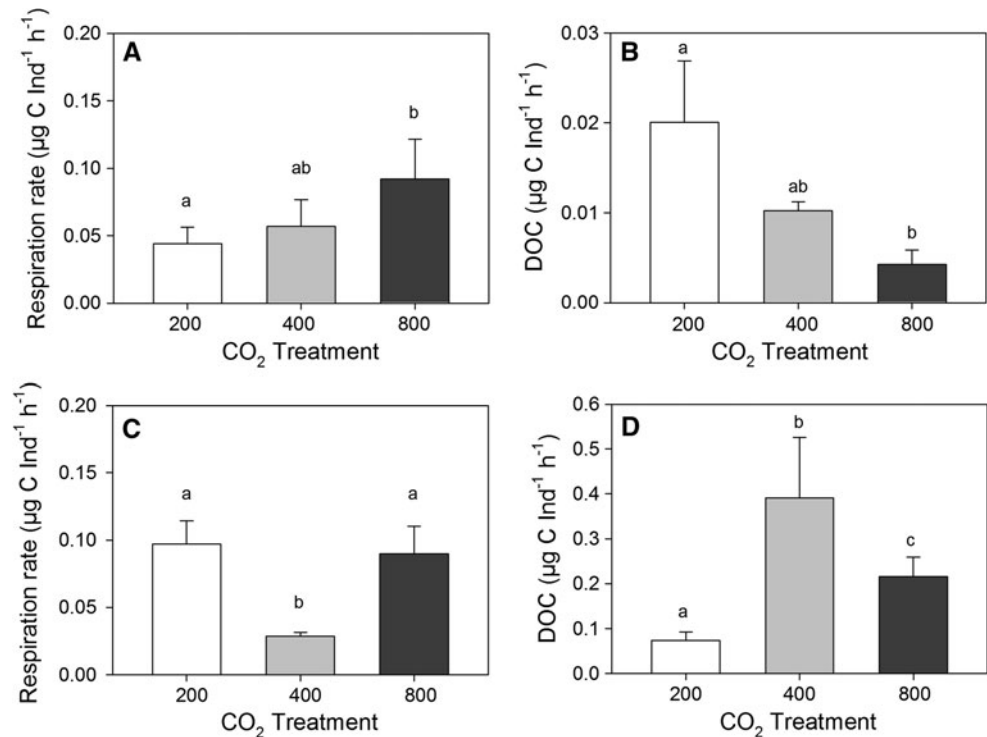 A
Respiration rate (µg C Ind⁻¹ h⁻¹)
0.20
0.15
0.10
0.05
0.00
a
ab
b
200
400
800
CO₂ Treatment
B
DOC (µg C Ind⁻¹ h⁻¹)
0.03
0.02
0.01
0.00
a
ab
b
200
400
800
CO₂ Treatment
C
Respiration rate (µg C Ind⁻¹ h⁻¹)
0.20
0.15
0.10
0.05
0.00
a
b
a
200
400
800
CO₂ Treatment
D
DOC (µg C Ind⁻¹ h⁻¹)
0.6
0.5
0.4
0.3
0.2
0.1
0.0
a
b
c
200
400
800
CO₂ Treatment